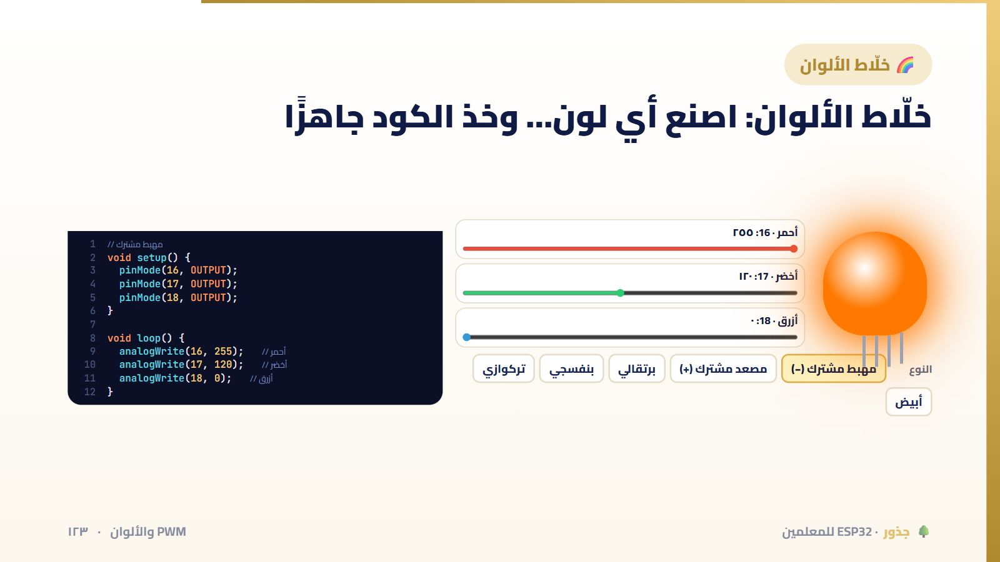 🌈 خلّاط الألوان
خلّاط الألوان: اصنع أي لون... وخذ الكود جاهزًا
أحمر · 16: ٢٥٥
أخضر · 17: ١٢٠
أزرق · 18: ٠
النوع
مهبط مشترك (−)
مصعد مشترك (+)
برتقالي
بنفسجي
تركوازي
أبيض
1 // مهبط مشترك
2 void setup() {
3 pinMode(16, OUTPUT);
4 pinMode(17, OUTPUT);
5 pinMode(18, OUTPUT);
6 }
7
8 void loop() {
9 analogWrite(16, 255); // أحمر
10 analogWrite(17, 120); // أخضر
11 analogWrite(18, 0); // أزرق
12 }
🌳 جذور · ESP32 للمعلمين
PWM والألوان · ١٢٣